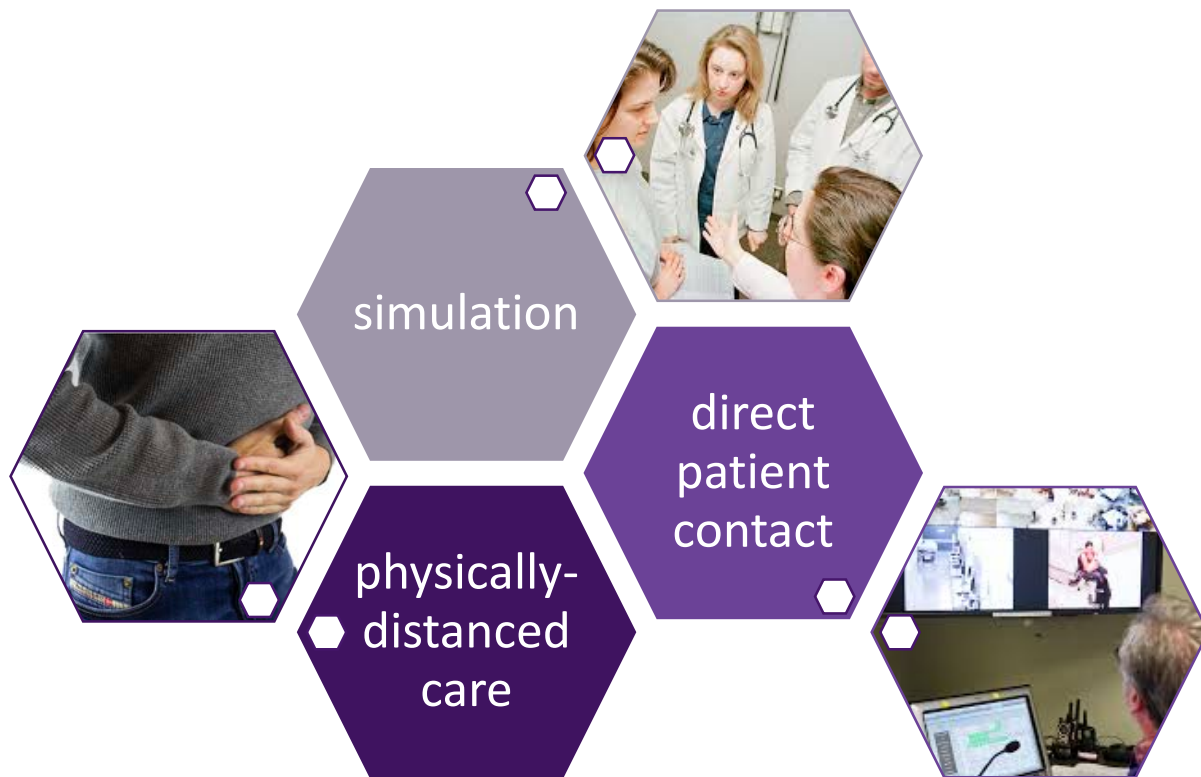 simulation
direct
patient
contact
physically-
distanced
care